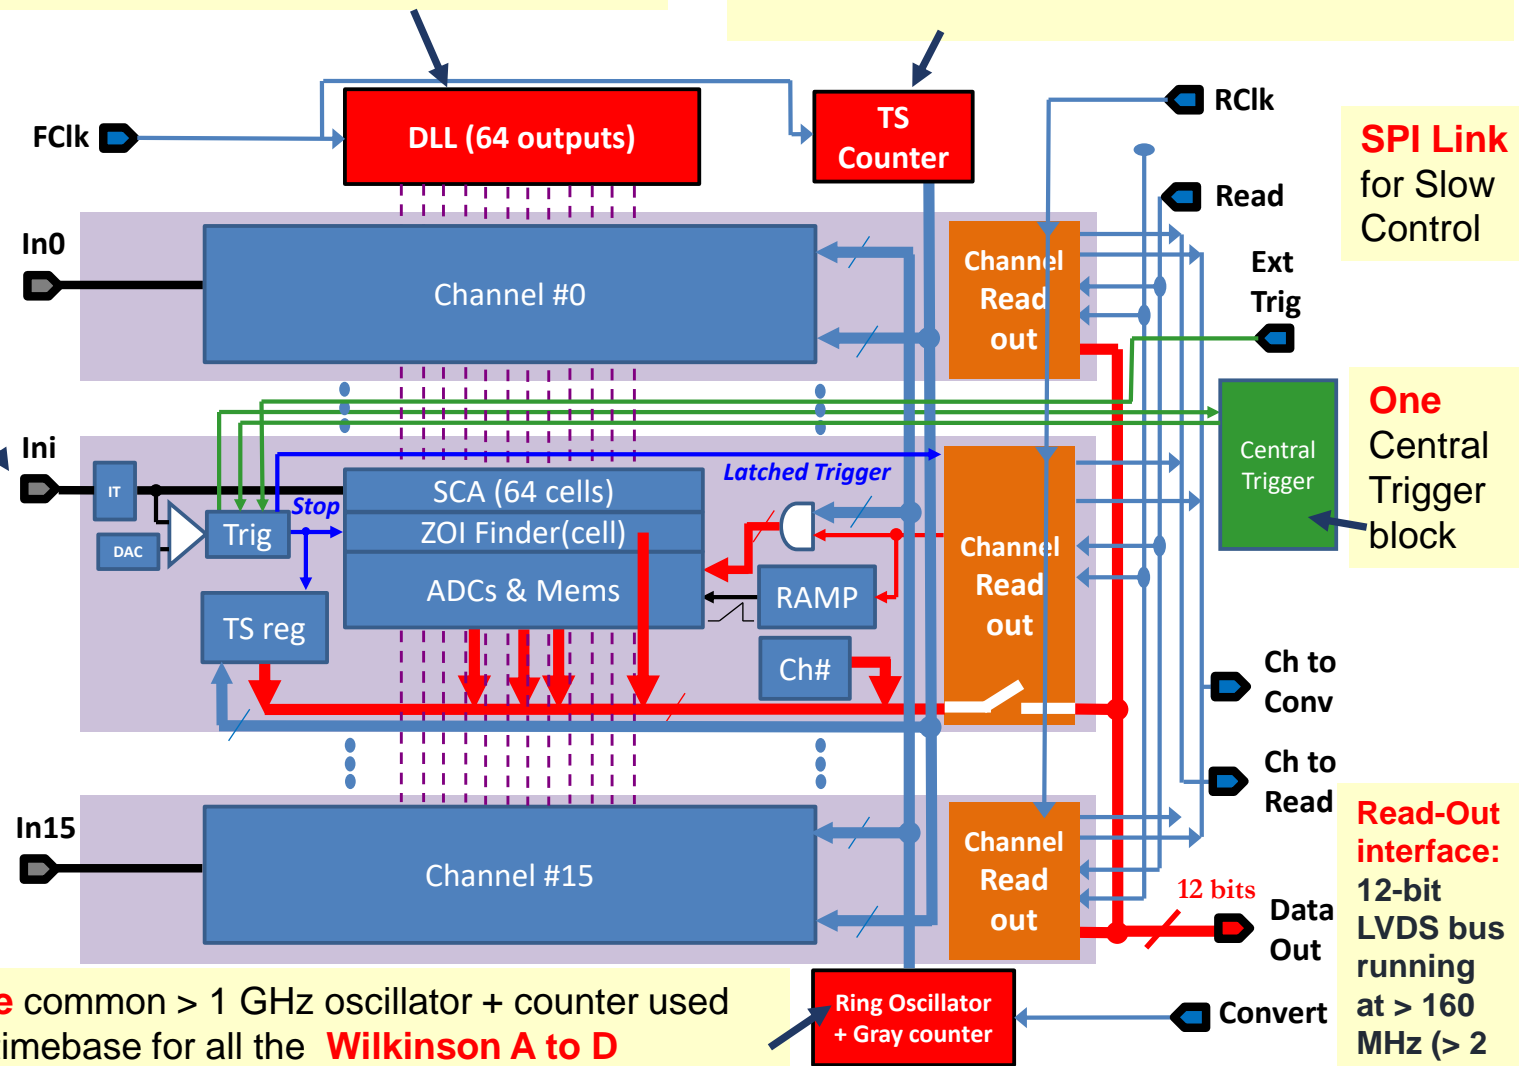 FClk
DLL (64 outputs)
TS
Counter
RClk
SPI Link
for Slow
Control
Read
In0
Channel #0
Channel
Read
out
Ext
Trig
One
Central
Trigger
block
Central
Trigger
Ini
IT
DAC
Trig
Stop
SCA (64 cells)
ZOI Finder(cell)
ADCs & Mems
Latched Trigger
RAMP
TS reg
Ch#
Channel
Read
out
Ch to
Conv
Ch to
Read
In15
Channel #15
Channel
Read
out
12 bits
Data
Out
Read-Out
interface:
12-bit
LVDS bus
running
at > 160
MHz (> 2
e common > 1 GHz oscillator + counter used
timebase for all the Wilkinson A to D
Ring Oscillator
+ Gray counter
Convert